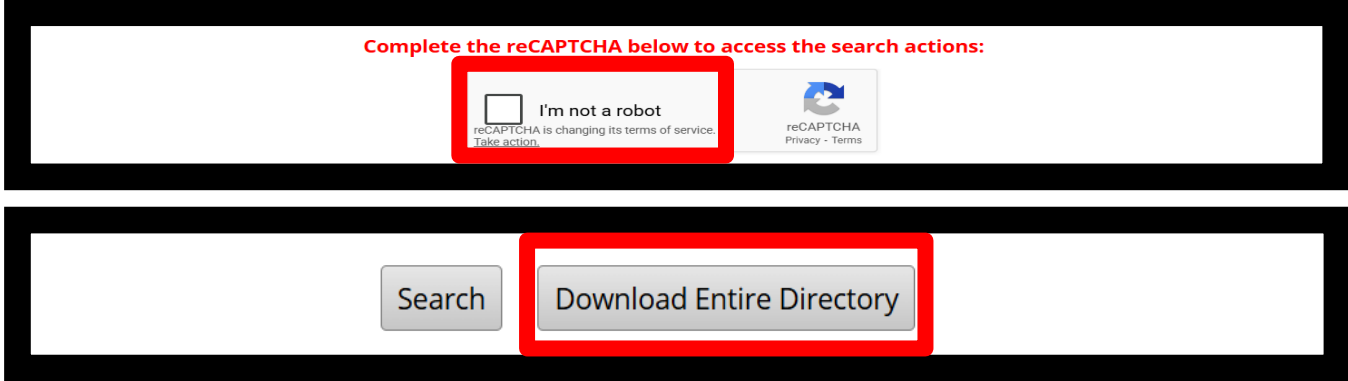 Complete the reCAPTCHA below to access the search actions:
I'm not a robot
reCAPTCHA is changing its terms of service.
Take action.
reCAPTCHA
Privacy - Terms
Search
Download Entire Directory